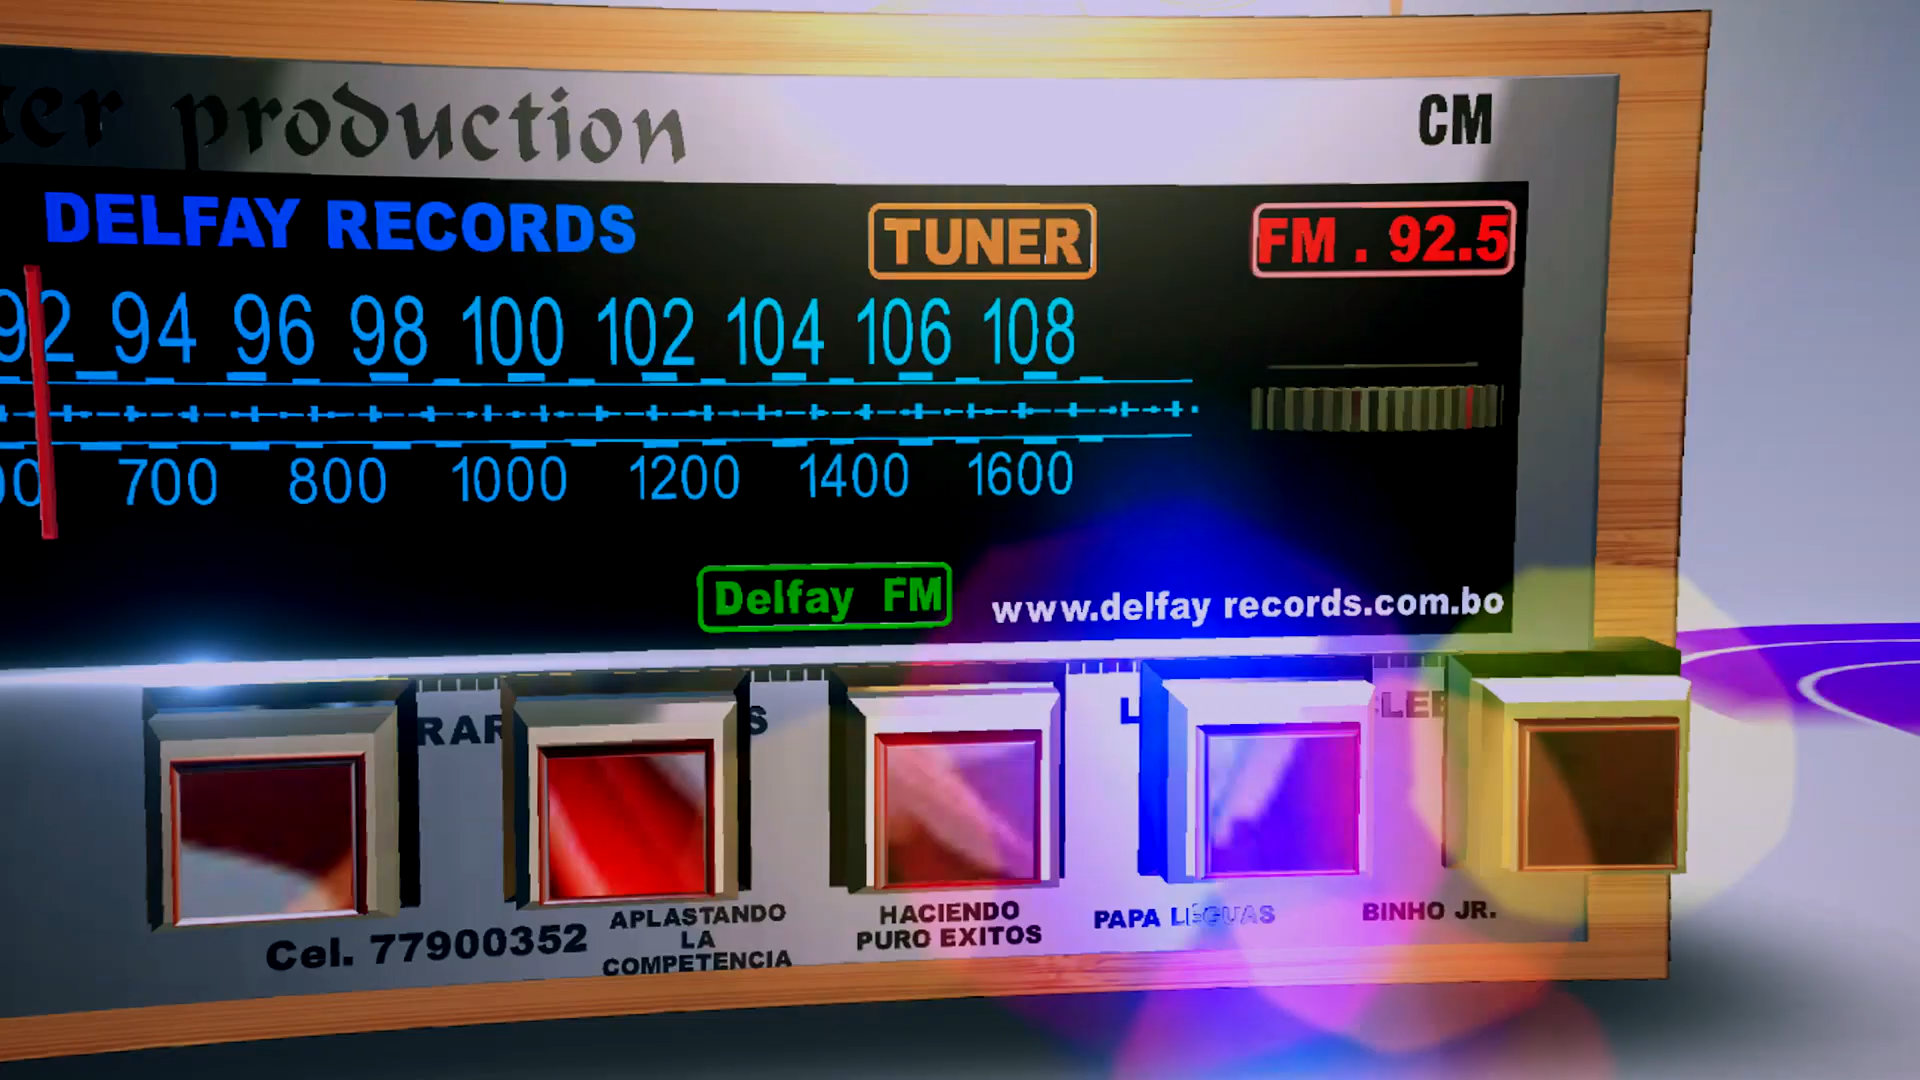 production
CM
DELFAY RECORDS
TUNER
FM . 92.5
92 94 96 98 100 102 104 106 108
700 800 1000 1200 1400 1600
Delfay FM
www.delfay records.com.bo
Cel. 77900352
APLASTANDO
LA
COMPETENCIA
HACIENDO
PURO EXITOS
PAPA LÉGUAS
BINHO JR.